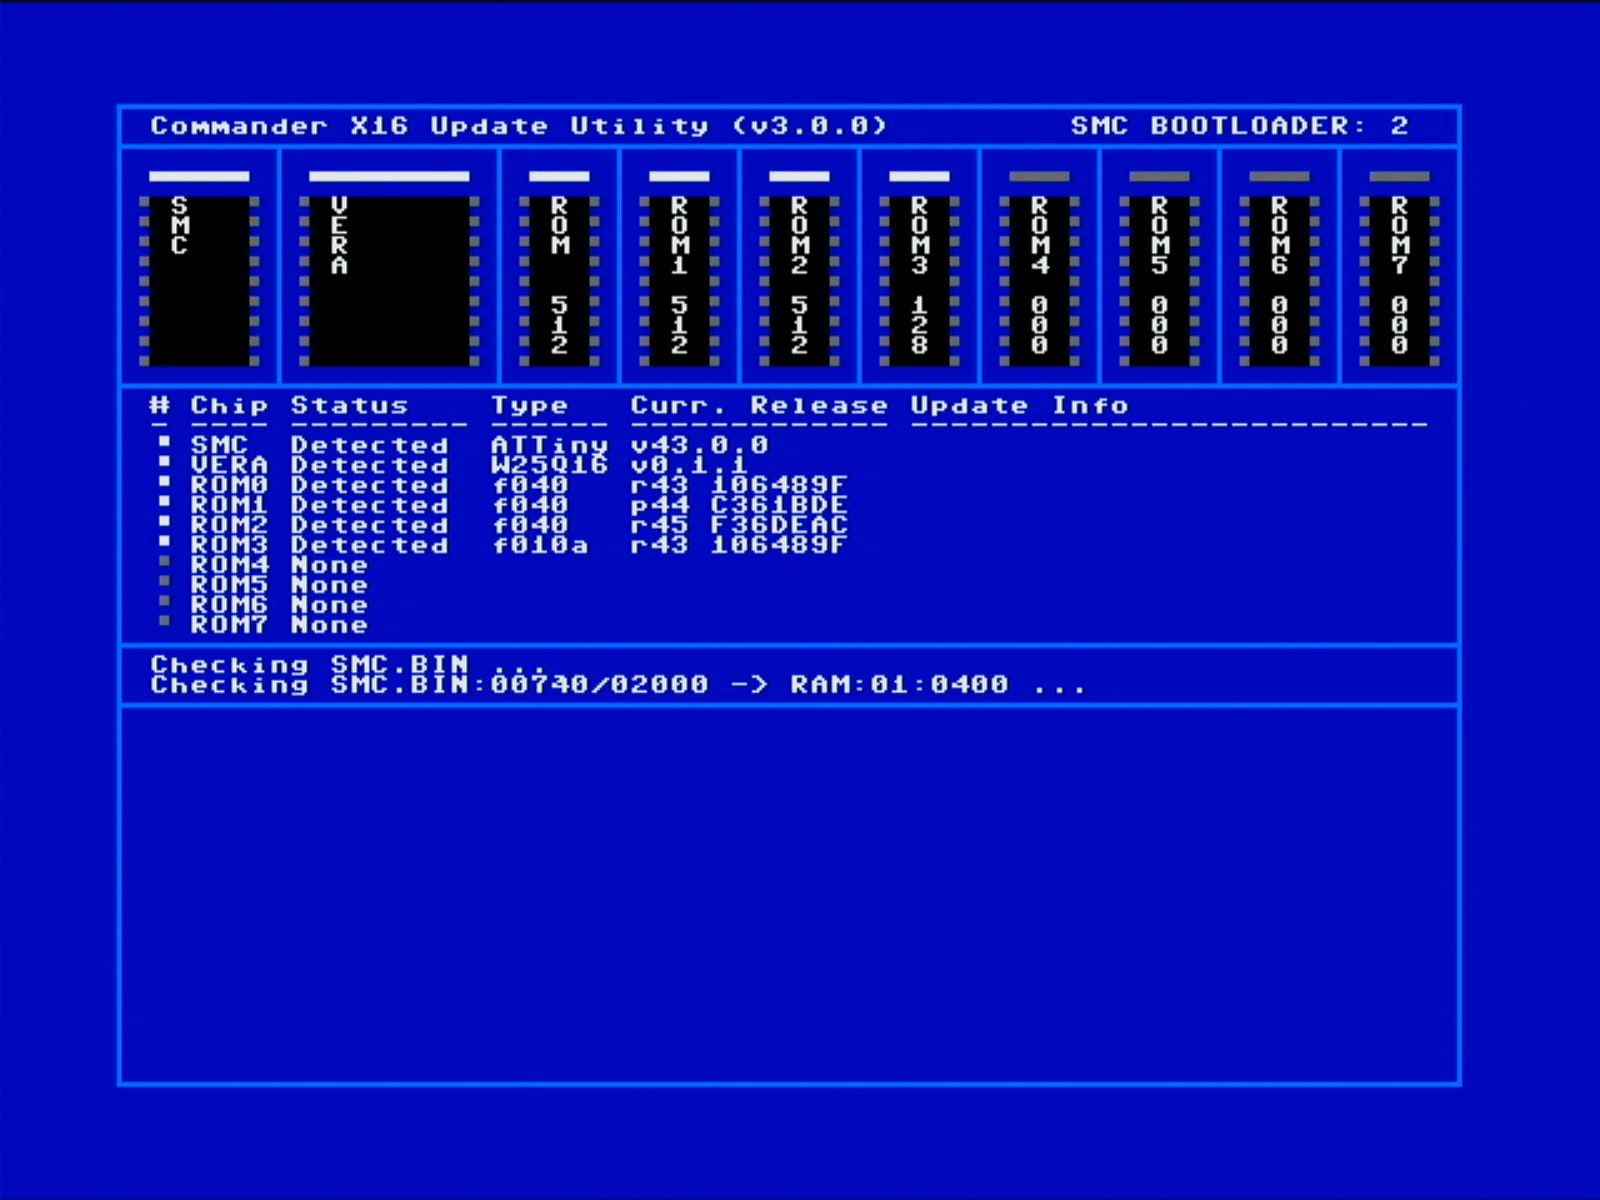 Commander X16 Update Utility (v3.0.0) SMC BOOTLOADER: 2
SMC
VERA
ROM 512
ROM1 512
ROM2 512
ROM3 128
ROM4 000
ROM5 000
ROM6 000
ROM7 000
# Chip Status Type Curr. Release Update Info
- ---- --------- ------ ------------- --------------------------
SMC Detected ATTiny v43.0.0
VERA Detected W25Q16 v0.1.1
ROM0 Detected f040 r43 106489F
ROM1 Detected f040 p44 C361BDE
ROM2 Detected f040 r45 F36DEAC
ROM3 Detected f010a r43 106489F
ROM4 None
ROM5 None
ROM6 None
ROM7 None
Checking SMC.BIN ...
Checking SMC.BIN:00740/02000 -> RAM:01:0400 ...